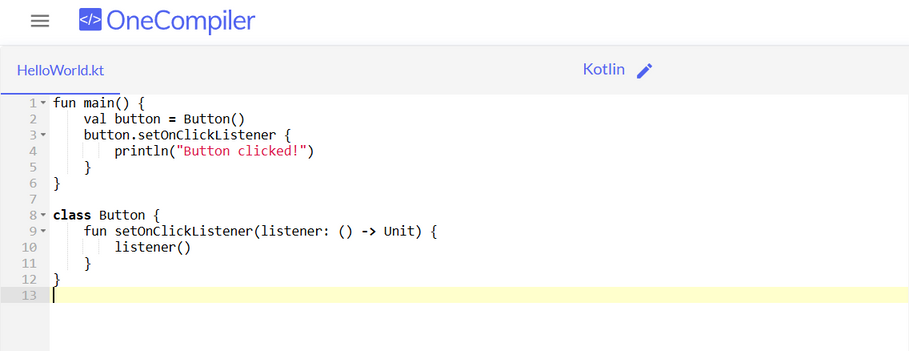 </> OneCompiler
HelloWorld.kt Kotlin
1 fun main() {
2     val button = Button()
3     button.setOnClickListener {
4         println("Button clicked!")
5     }
6 }
7
8 class Button {
9     fun setOnClickListener(listener: () -> Unit) {
10         listener()
11     }
12 }
13